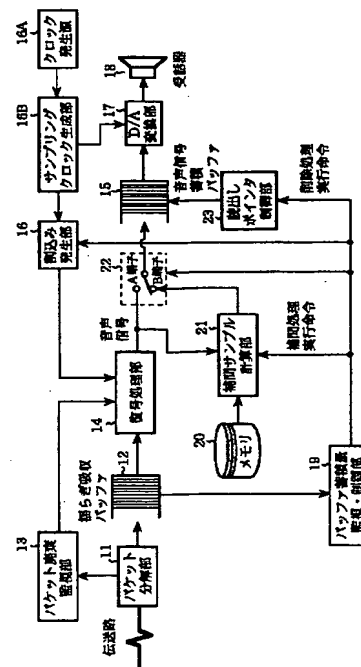 伝送路
11
パケット
分解部
13
パケット廃棄
監視部
12
揺らぎ吸収
バッファ
14
復号処理部
音声
信号
16
割込み
発生部
16B
サンプリング
クロック生成部
16A
クロック
発生源
22
A端子
B端子
15
音声信号
蓄積
バッファ
17
D/A
変換部
18
受話器
20
メモリ
21
補間サンプル
計算部
23
読出し
ポインタ
制御部
19
バッファ蓄積量
監視・制御部
補間処理
実行命令
削除処理
実行命令